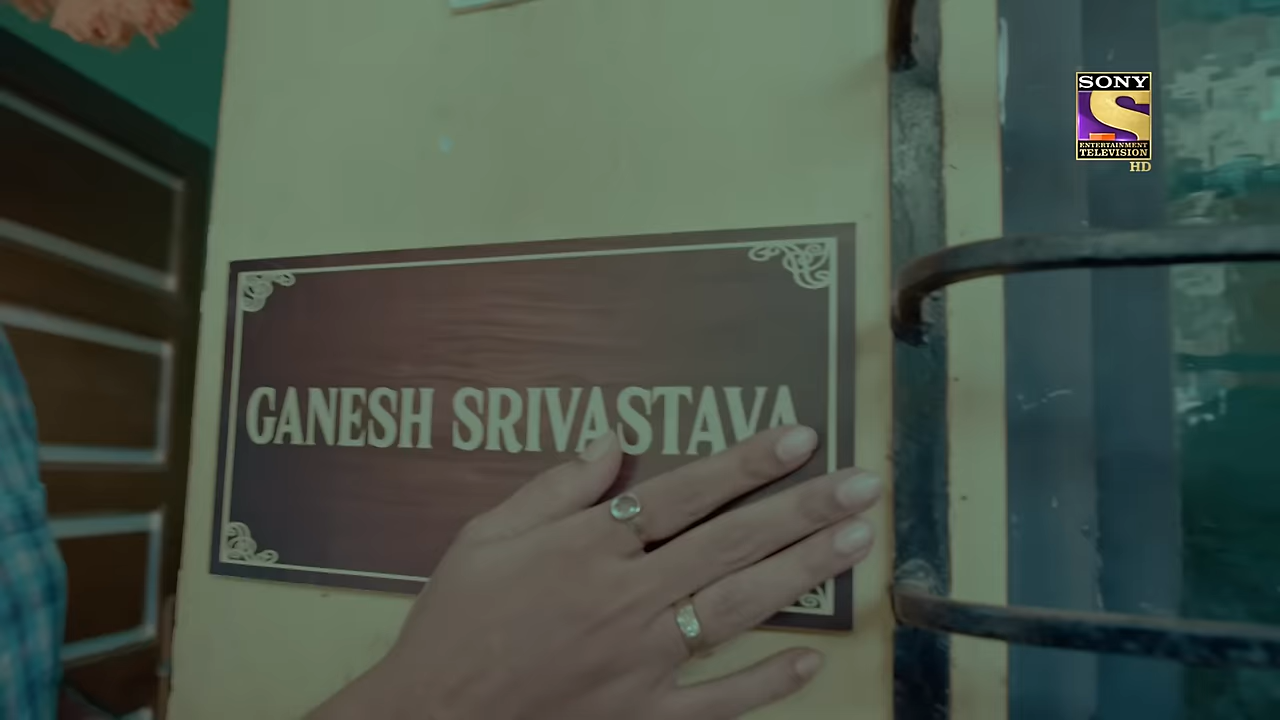 SONY
ENTERTAINMENT
TELEVISION
HD
GANESH SRIVASTAVA